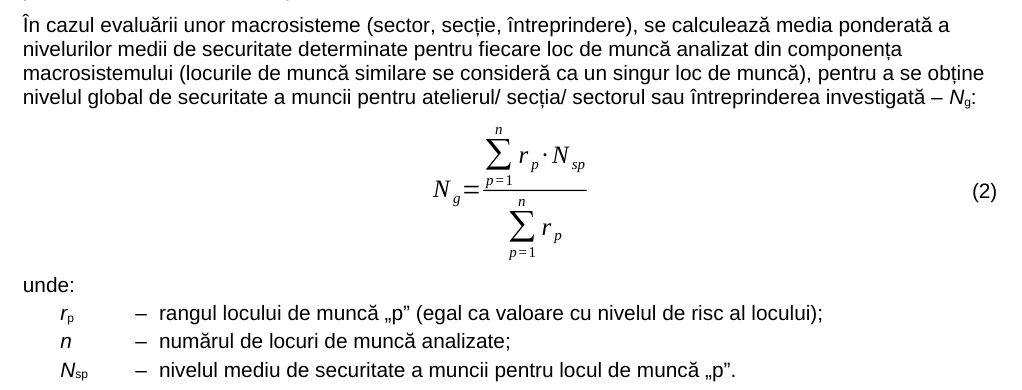 În cazul evaluării unor macrosisteme (sector, secție, întreprindere), se calculează media ponderată a
nivelurilor medii de securitate determinate pentru fiecare loc de muncă analizat din componența
macrosistemului (locurile de muncă similare se consideră ca un singur loc de muncă), pentru a se obține
nivelul global de securitate a muncii pentru atelierul/ secția/ sectorul sau întreprinderea investigată – Ng:
n
∑ rp · Nsp
p=1
Ng= (2)
n
∑ rp
p=1
unde:
rp – rangul locului de muncă „p” (egal ca valoare cu nivelul de risc al locului);
n – numărul de locuri de muncă analizate;
Nsp – nivelul mediu de securitate a muncii pentru locul de muncă „p”.